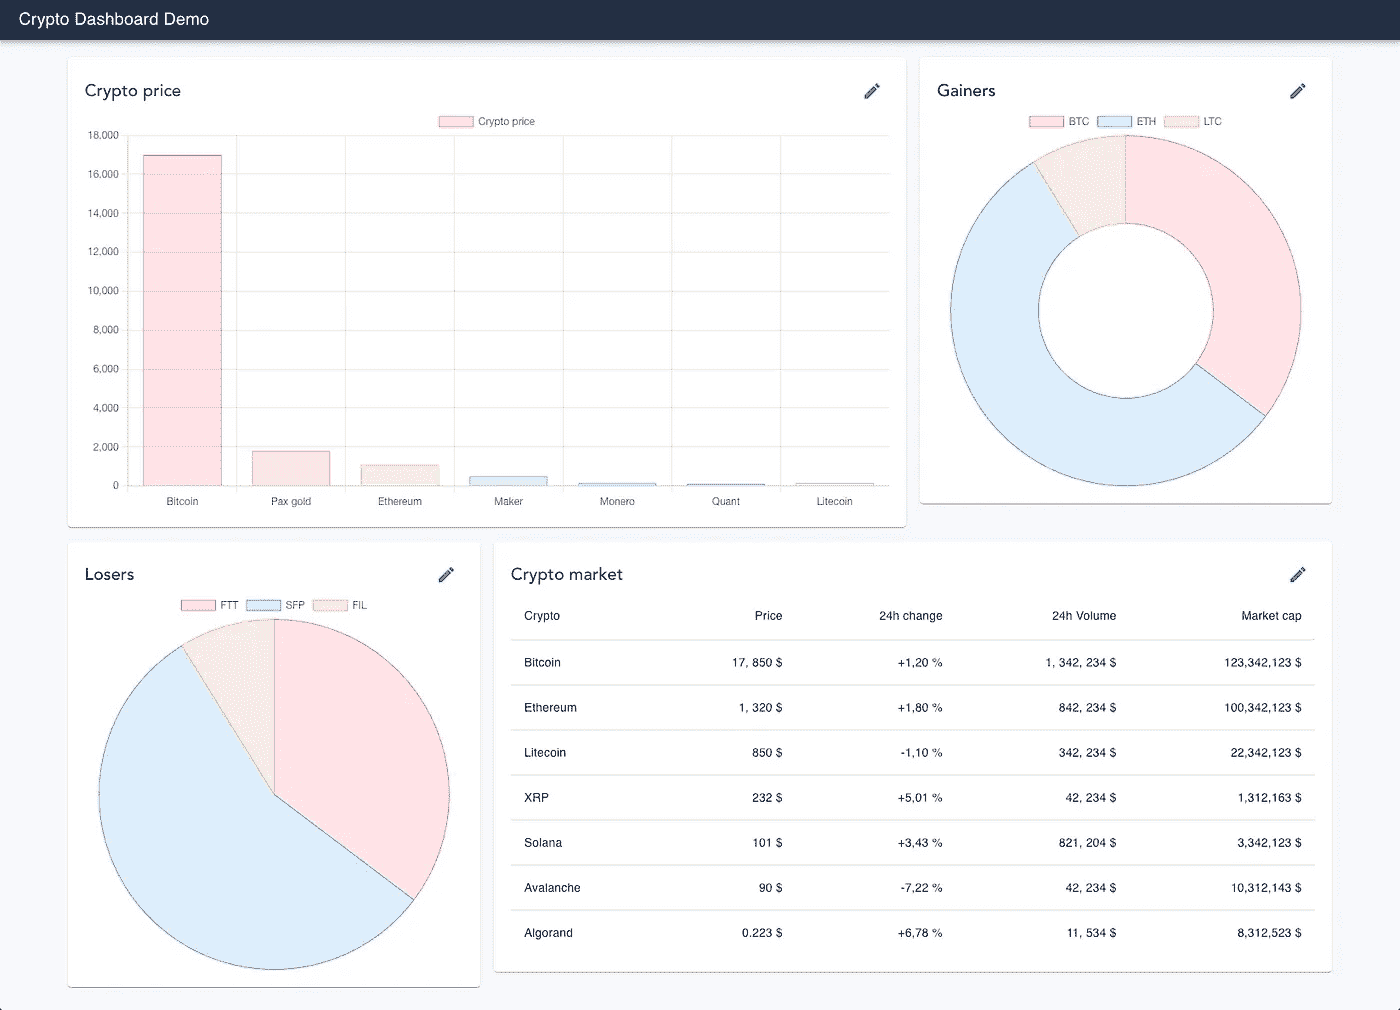 Crypto Dashboard Demo
Crypto price
Crypto price
18,000
16,000
14,000
12,000
10,000
8,000
6,000
4,000
2,000
0
Bitcoin Pax gold Ethereum Maker Monero Quant Litecoin
Gainers
BTC ETH LTC
Losers
FTT SFP FIL
Crypto market
Crypto Price 24h change 24h Volume Market cap
Bitcoin 17, 850 $ +1,20 % 1, 342, 234 $ 123,342,123 $
Ethereum 1, 320 $ +1,80 % 842, 234 $ 100,342,123 $
Litecoin 850 $ -1,10 % 342, 234 $ 22,342,123 $
XRP 232 $ +5,01 % 42, 234 $ 1,312,163 $
Solana 101 $ +3,43 % 821, 204 $ 3,342,123 $
Avalanche 90 $ -7,22 % 42, 234 $ 10,312,143 $
Algorand 0.223 $ +6,78 % 11, 534 $ 8,312,523 $